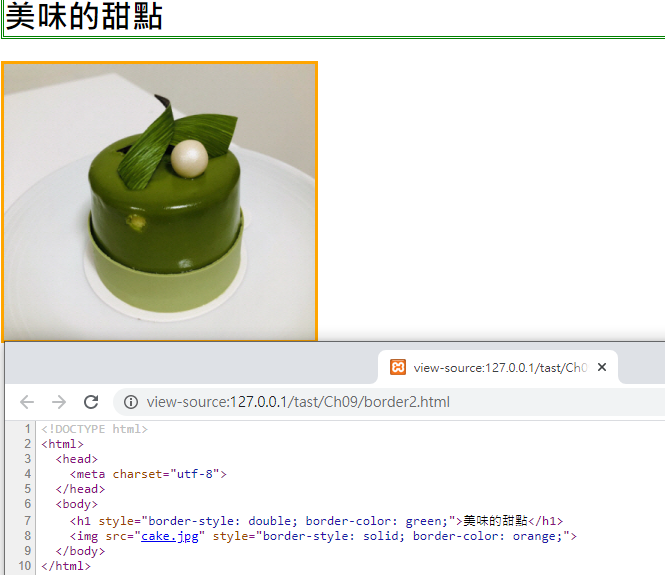 美味的甜點
view-source:127.0.0.1/tast/Ch0
view-source:127.0.0.1/tast/Ch09/border2.html
1 <!DOCTYPE html>
2 <html>
3 <head>
4 <meta charset="utf-8">
5 </head>
6 <body>
7 <h1 style="border-style: double; border-color: green;">美味的甜點</h1>
8 <img src="cake.jpg" style="border-style: solid; border-color: orange;">
9 </body>
10 </html>